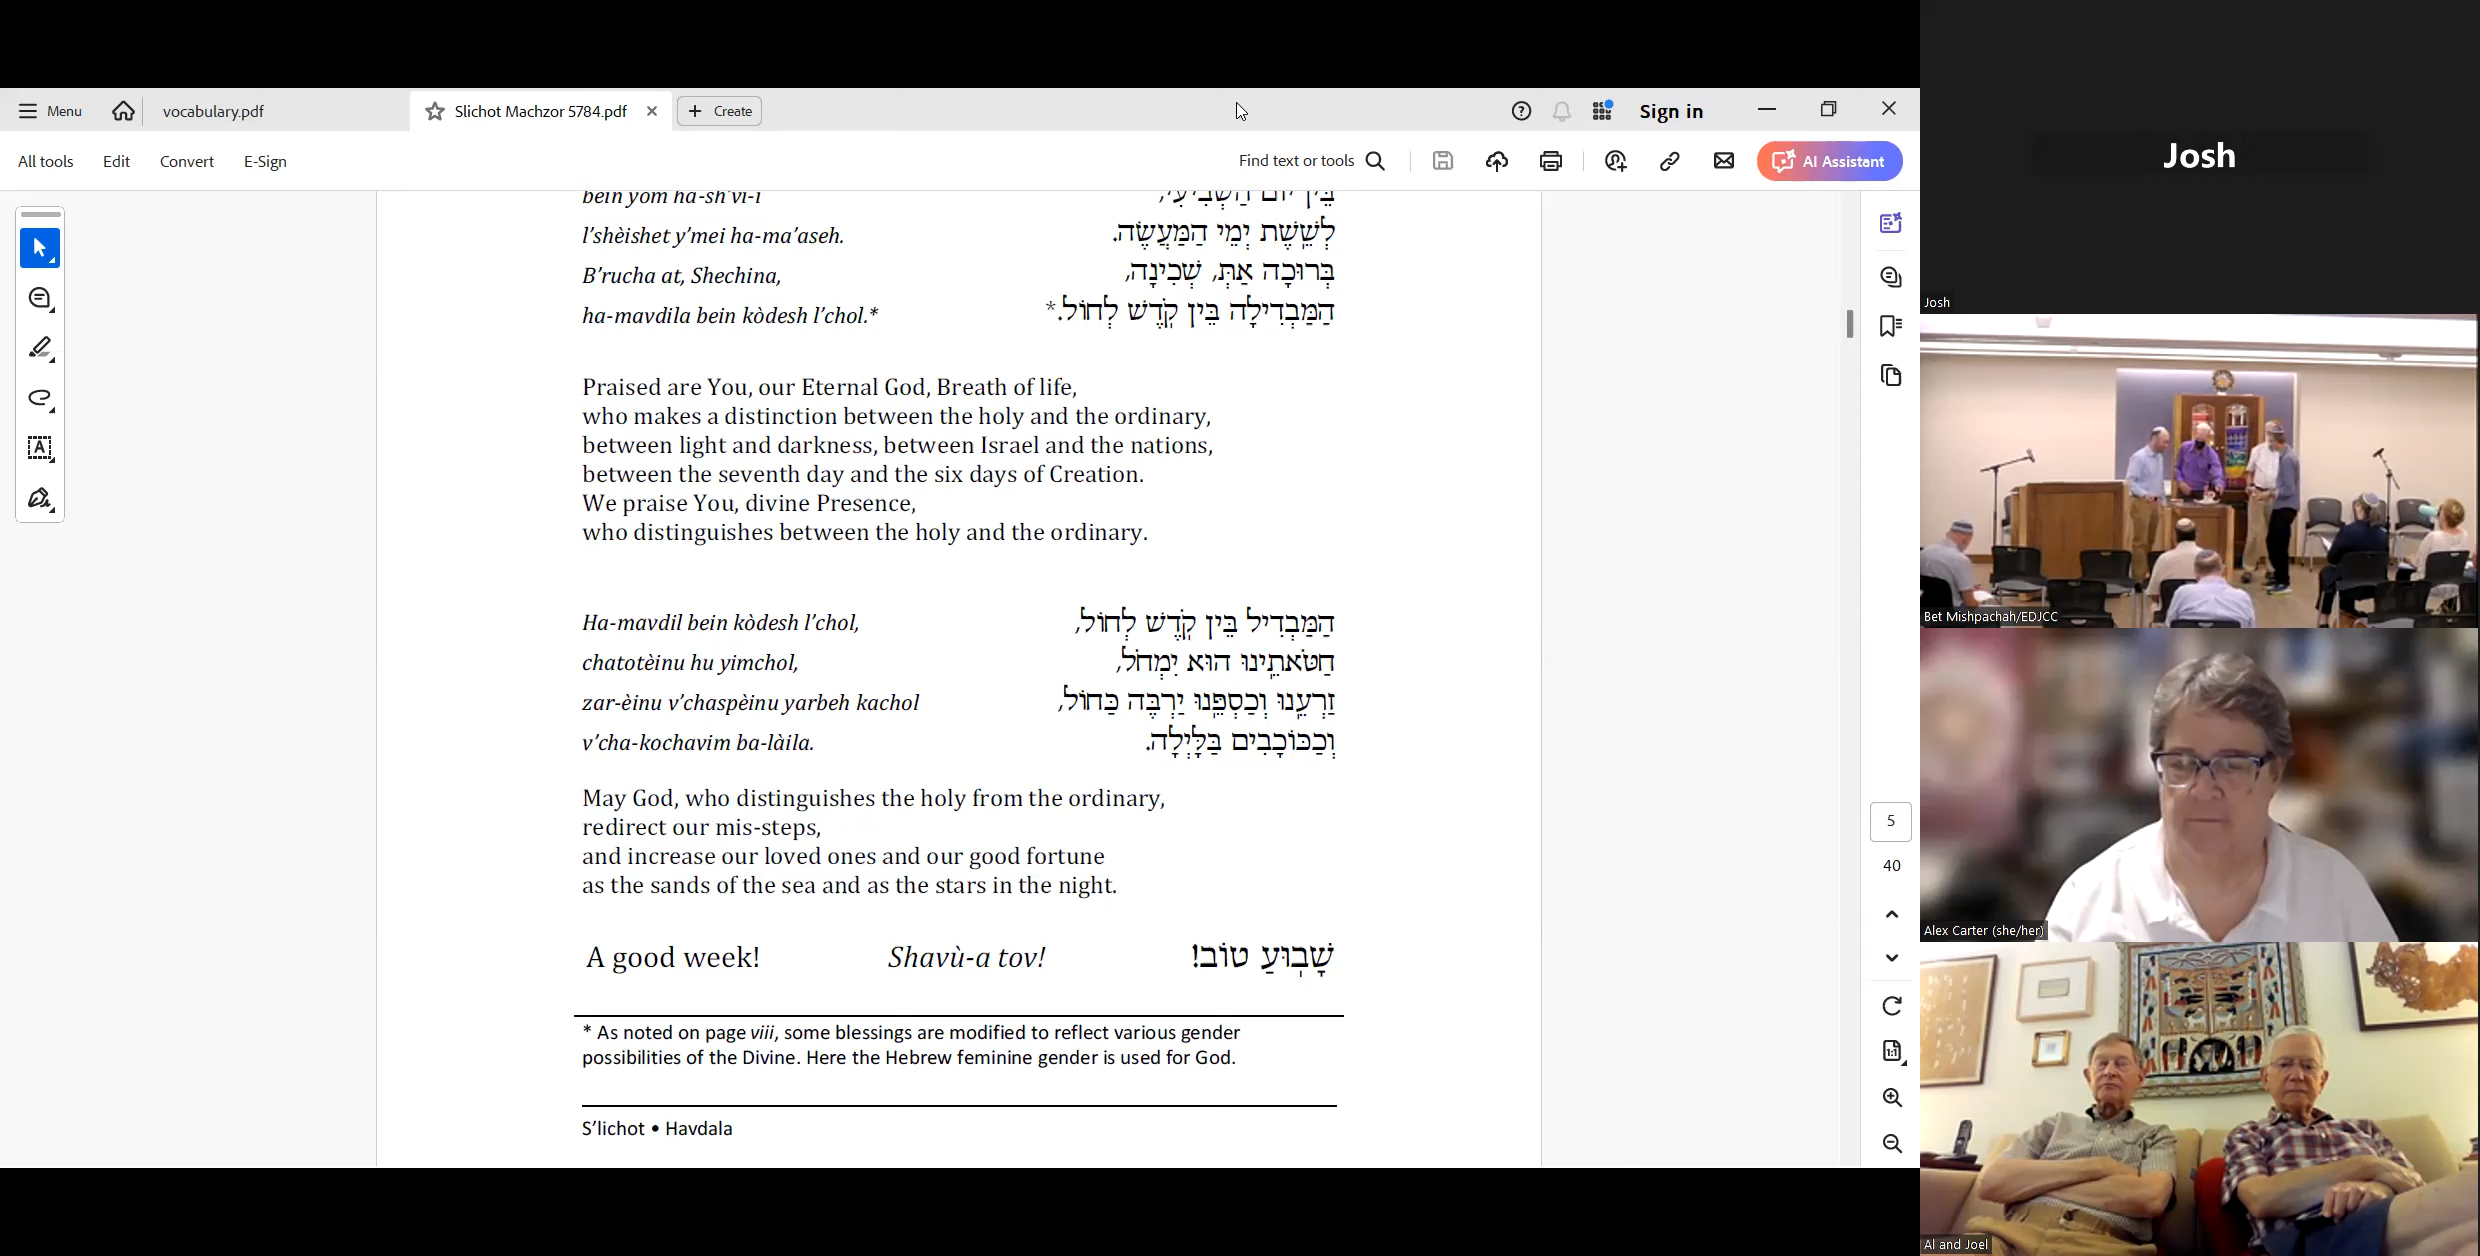 Menu
vocabulary.pdf
Slichot Machzor 5784.pdf
Create
Sign in
All tools
Edit
Convert
E-Sign
Find text or tools
AI Assistant
bein yom ha-sh'vi-i בֵּין יוֹם הַשְּׁבִיעִי,
l'shèishet y'mei ha-ma'aseh. לְשֵֽׁשֶׁת יְמֵי הַמַּעֲשֶׂה.
B'rucha at, Shechina, בְּרוּכָה אַתְּ, שְׁכִינָה,
ha-mavdila bein kòdesh l'chol.* הַמַּבְדִילָה בֵּין קֹֽדֶשׁ לְחוֹל.*
Praised are You, our Eternal God, Breath of life,
who makes a distinction between the holy and the ordinary,
between light and darkness, between Israel and the nations,
between the seventh day and the six days of Creation.
We praise You, divine Presence,
who distinguishes between the holy and the ordinary.
Ha-mavdil bein kòdesh l'chol, הַמַּבְדִיל בֵּין קֹֽדֶשׁ לְחוֹל,
chatotèinu hu yimchol, חַטֹּאתֵֽינוּ הוּא יִמְחֹל,
zar-èinu v'chaspèinu yarbeh kachol זַרְעֵֽנוּ וְכַסְפֵּֽנוּ יַרְבֶּה כַּחוֹל,
v'cha-kochavim ba-làila. וְכַכּוֹכָבִים בַּלָּֽיְלָה.
May God, who distinguishes the holy from the ordinary,
redirect our mis-steps,
and increase our loved ones and our good fortune
as the sands of the sea and as the stars in the night.
A good week! Shavù-a tov! שָׁבֽוּעַ טוֹב!
* As noted on page viii, some blessings are modified to reflect various gender
possibilities of the Divine. Here the Hebrew feminine gender is used for God.
S'lichot • Havdala
5
40
Josh
Josh
Bet Mishpachah/EDJCC
Alex Carter (she/her)
Al and Joel